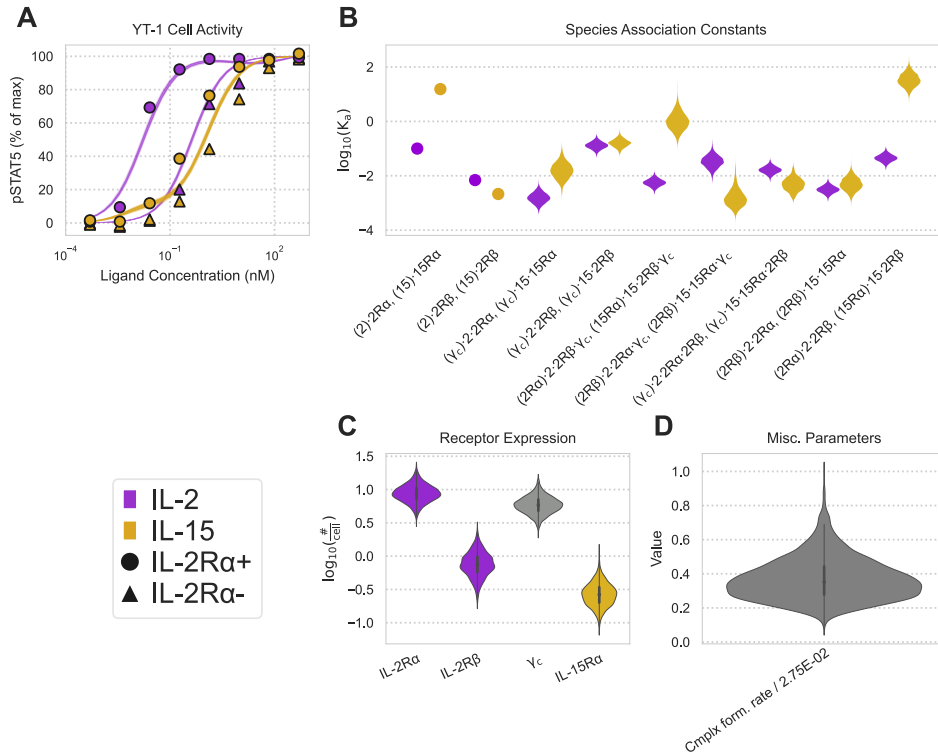 A
YT-1 Cell Activity
pSTAT5 (% of max)
100
80
60
40
20
0
10⁻⁴
10⁻¹
10²
Ligand Concentration (nM)
B
Species Association Constants
log₁₀(Kₐ)
2
0
−2
−4
(2)·2Rα, (15)·15Rα
(2)·2Rβ, (15)·2Rβ
(γc)·2·2Rα, (γc)·15·15Rα
(γc)·2·2Rβ, (γc)·15·2Rβ
(2Rα)·2·2Rβ·γc, (15Rα)·15·2Rβ·γc
(2Rβ)·2·2Rα·γc, (2Rβ)·15·15Rα·γc
(γc)·2·2Rα·2Rβ, (γc)·15·15Rα·2Rβ
(2Rβ)·2·2Rα, (2Rβ)·15·15Rα
(2Rα)·2·2Rβ, (15Rα)·15·2Rβ
IL-2
IL-15
IL-2Rα+
IL-2Rα-
C
Receptor Expression
log₁₀(#/cell)
1.5
1.0
0.5
0.0
−0.5
−1.0
IL-2Rα
IL-2Rβ
γc
IL-15Rα
D
Misc. Parameters
Value
1.0
0.8
0.6
0.4
0.2
0.0
Cmplx form. rate / 2.75E-02